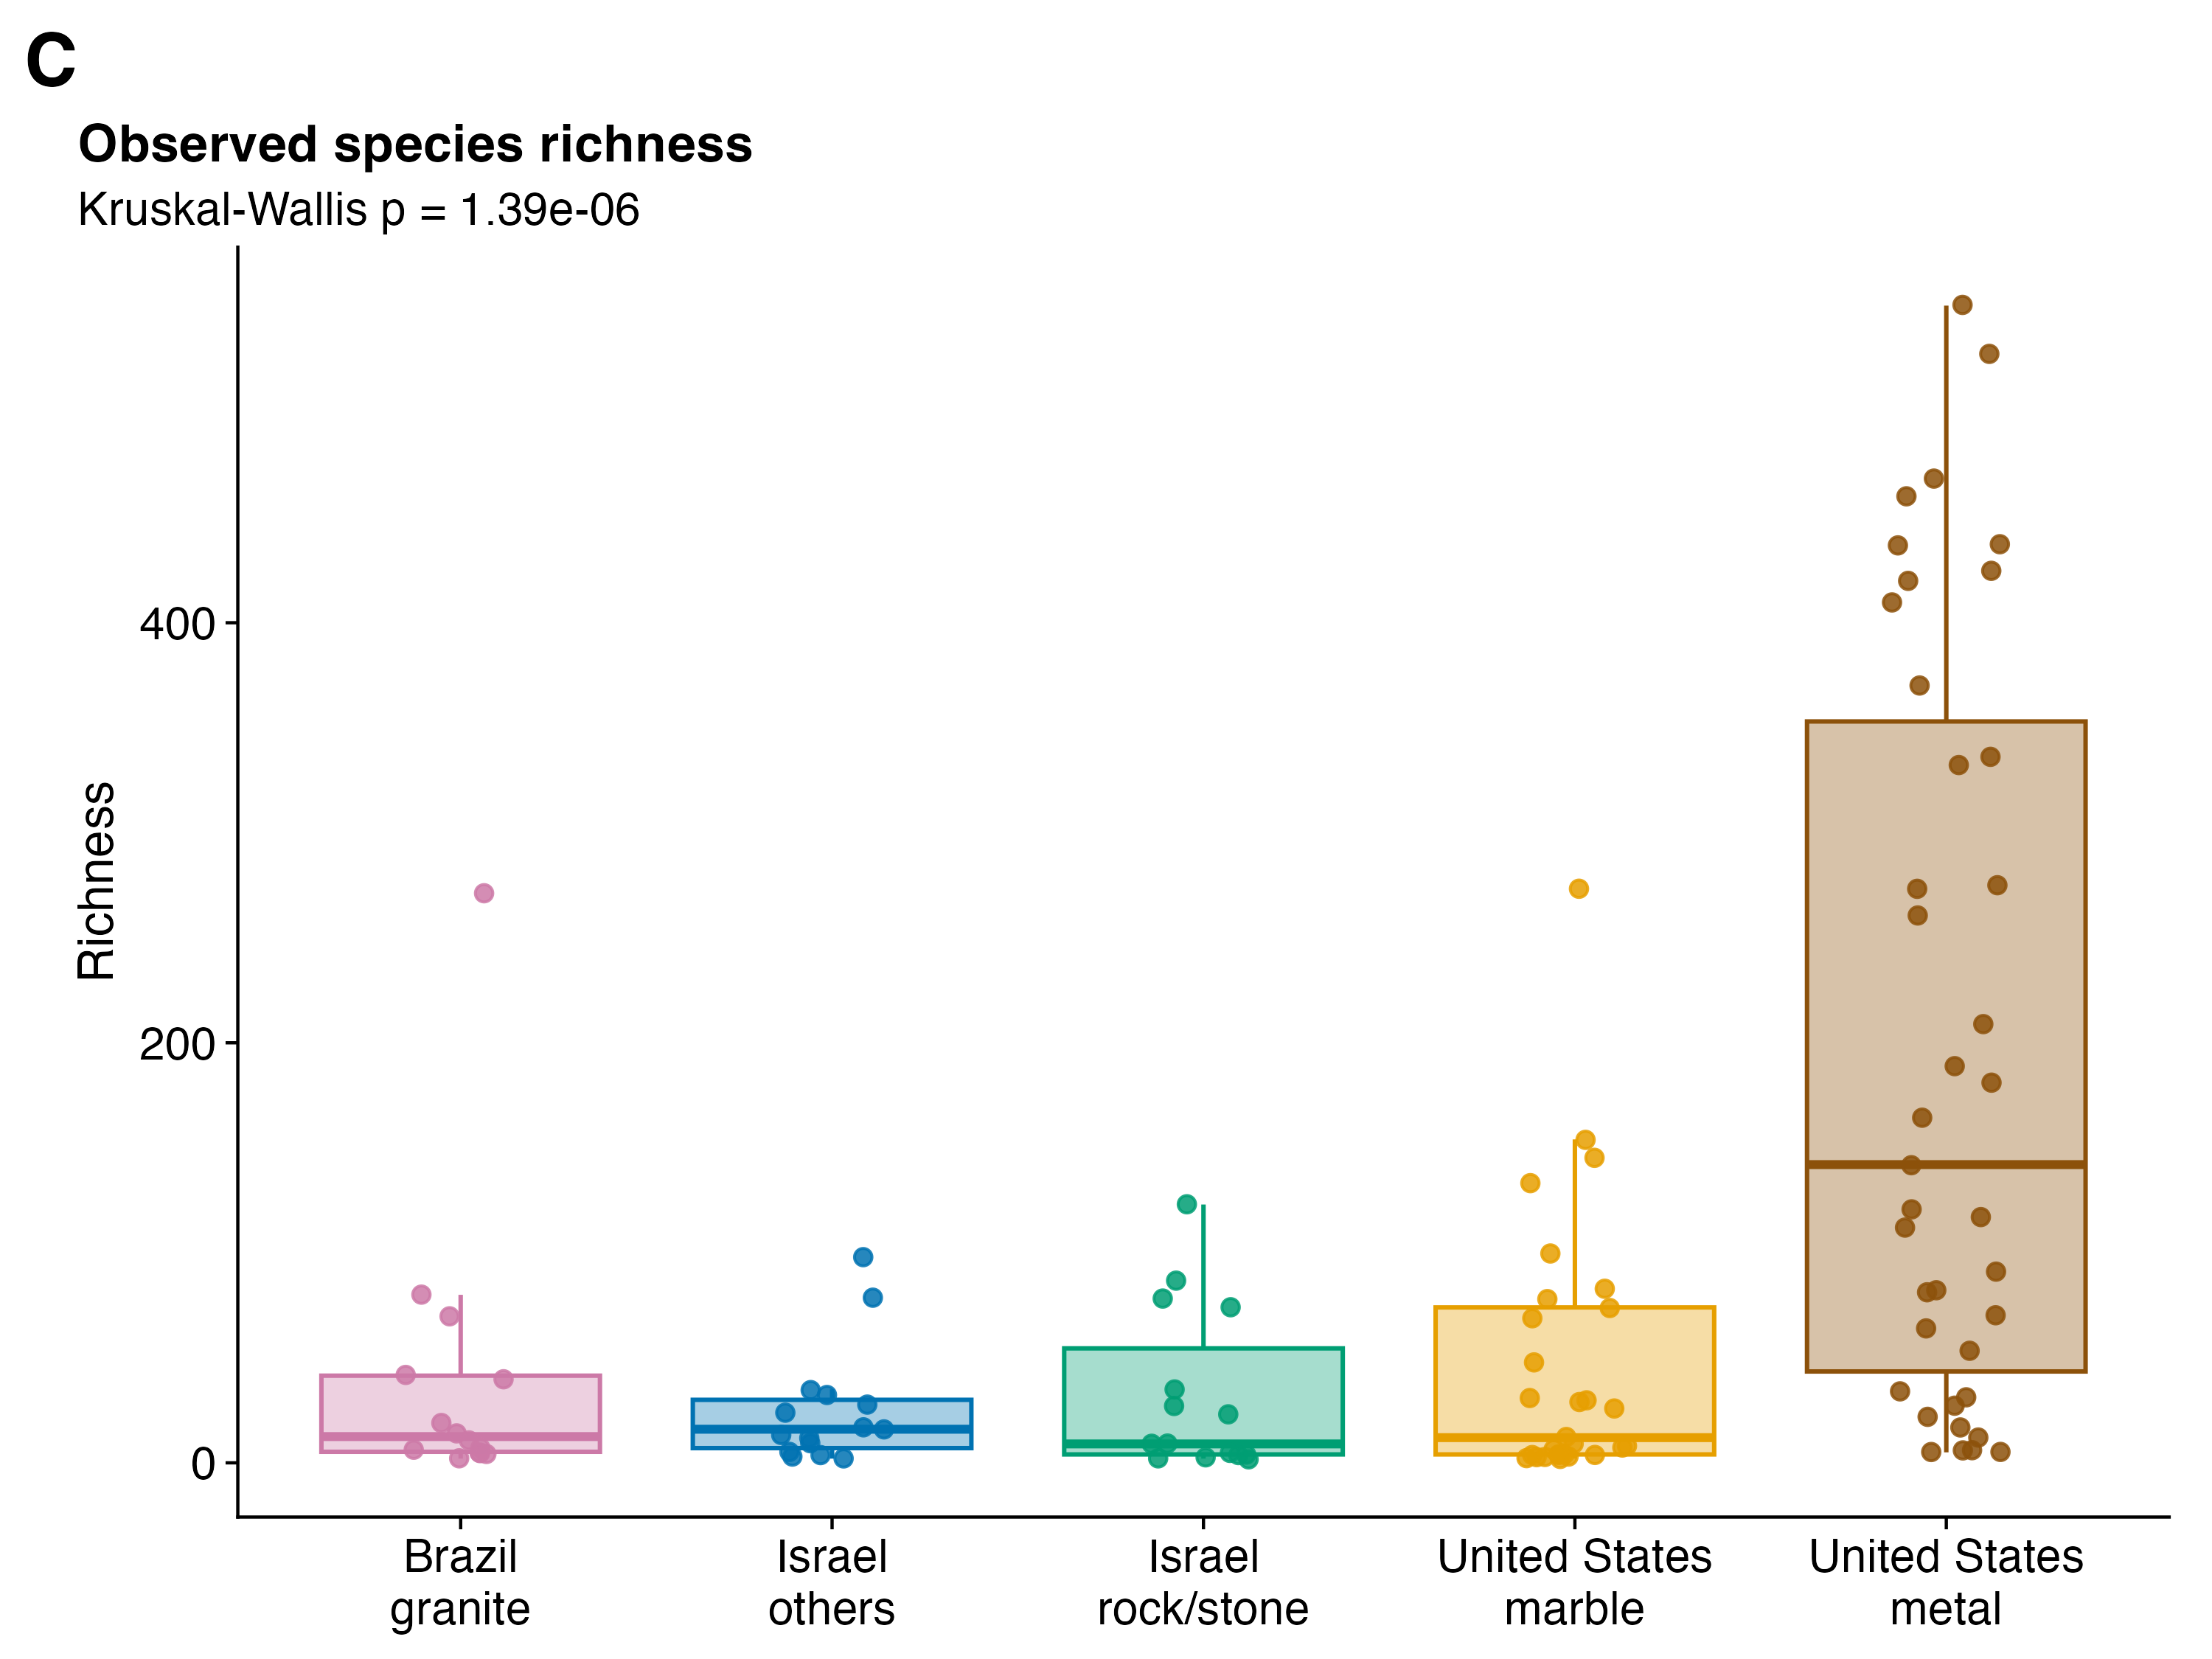 C
Observed species richness
Kruskal-Wallis p = 1.39e-06
Richness
400
200
0
Brazil
granite
Israel
others
Israel
rock/stone
United States
marble
United States
metal